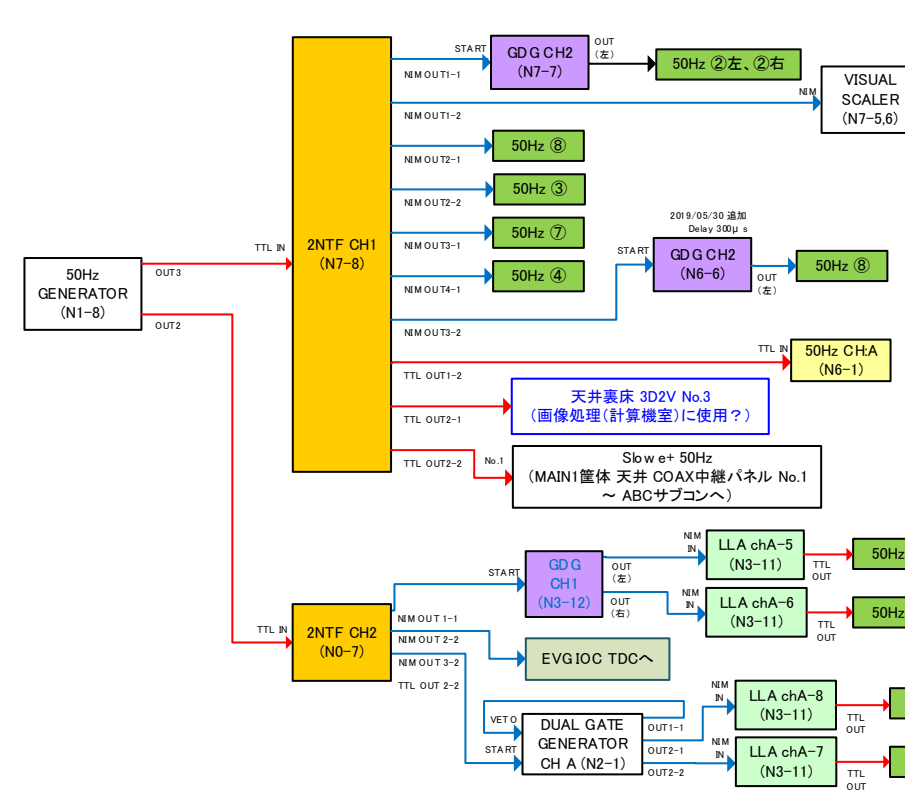 50Hz
GENERATOR
(N1-8)
OUT3
OUT2
TTL IN
2NTF CH1
(N7-8)
NIM OUT1-1
START
GDG CH2
(N7-7)
OUT
(左)
50Hz ②左、②右
NIM OUT1-2
NIM
VISUAL
SCALER
(N7-5,6)
NIM OUT2-1
50Hz ⑧
NIM OUT2-2
50Hz ③
NIM OUT3-1
50Hz ⑦
NIM OUT4-1
50Hz ④
NIM OUT3-2
2019/05/30 追加
Delay 300μs
START
GDG CH2
(N6-6)
OUT
(左)
50Hz ⑧
TTL OUT1-2
TTL IN
50Hz CH:A
(N6-1)
TTL OUT2-1
天井裏床 3D2V No.3
(画像処理(計算機室)に使用?)
TTL OUT2-2
No.1
Slowe+ 50Hz
(MAIN1筐体 天井 COAX中継パネル No.1
~ ABCサブコンへ)
TTL IN
2NTF CH2
(N0-7)
NIM OUT 1-1
NIM OUT 2-2
NIM OUT 3-2
TTL OUT 2-2
START
GDG
CH1
(N3-12)
OUT
(左)
OUT
(右)
NIM
IN
LLA chA-5
(N3-11)
TTL
OUT
50Hz
NIM
IN
LLA chA-6
(N3-11)
TTL
OUT
50Hz
EVGIOC TDCへ
VETO
START
DUAL GATE
GENERATOR
CH A (N2-1)
OUT1-1
OUT2-1
OUT2-2
NIM
IN
LLA chA-8
(N3-11)
TTL
OUT
NIM
IN
LLA chA-7
(N3-11)
TTL
OUT